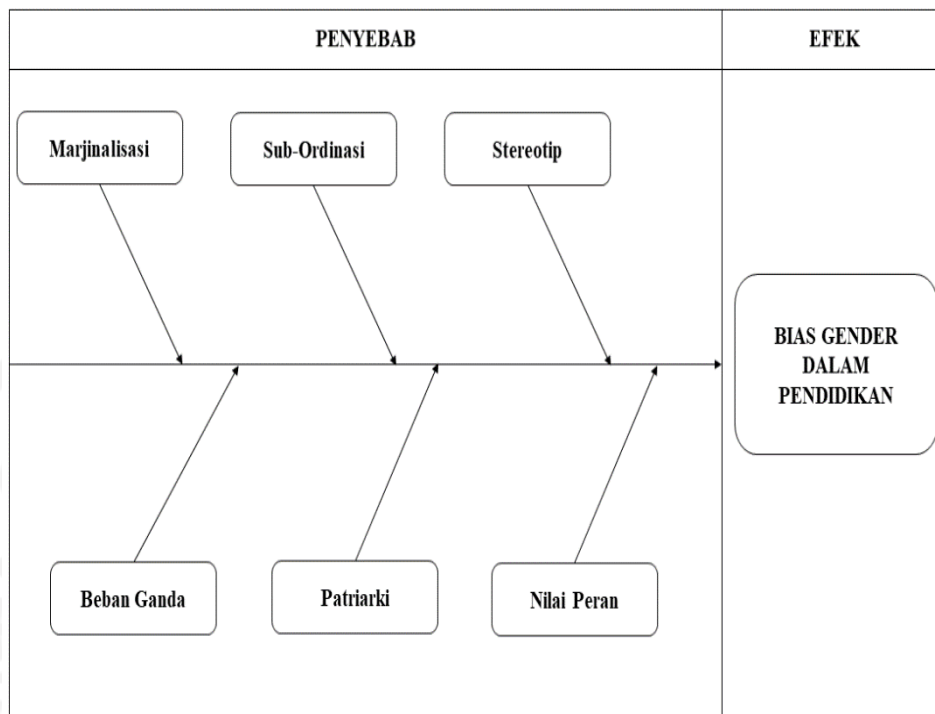 PENYEBAB
EFEK
Marjinalisasi
Sub-Ordinasi
Stereotip
BIAS GENDER
DALAM
PENDIDIKAN
Beban Ganda
Patriarki
Nilai Peran